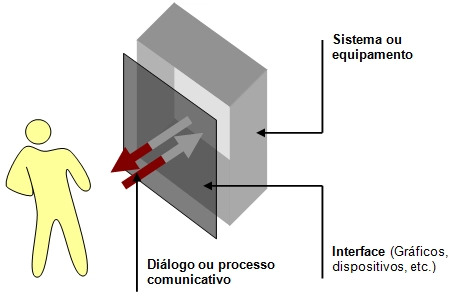 Sistema ou
equipamento
Interface (Gráficos,
dispositivos, etc.)
Diálogo ou processo
comunicativo